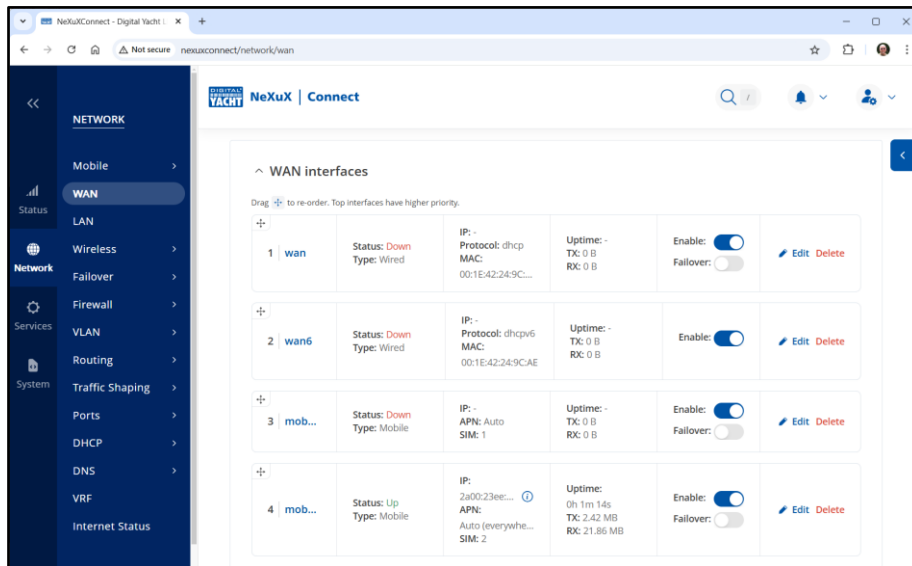 NeXuXConnect - Digital Yacht L
Not secure nexuxconnect/network/wan
DIGITAL YACHT NeXuX | Connect
/
NETWORK
Status
Network
Services
System
Mobile
WAN
LAN
Wireless
Failover
Firewall
VLAN
Routing
Traffic Shaping
Ports
DHCP
DNS
VRF
Internet Status
WAN interfaces
Drag to re-order. Top interfaces have higher priority.
1 wan
Status: Down
Type: Wired
IP: -
Protocol: dhcp
MAC:
00:1E:42:24:9C:...
Uptime: -
TX: 0 B
RX: 0 B
Enable:
Failover:
Edit Delete
2 wan6
Status: Down
Type: Wired
IP: -
Protocol: dhcpv6
MAC:
00:1E:42:24:9C:AE
Uptime: -
TX: 0 B
RX: 0 B
Enable:
Edit Delete
3 mob...
Status: Down
Type: Mobile
IP: -
APN: Auto
SIM: 1
Uptime: -
TX: 0 B
RX: 0 B
Enable:
Failover:
Edit Delete
4 mob...
Status: Up
Type: Mobile
IP:
2a00:23ee:...
APN:
Auto (everywhe...
SIM: 2
Uptime:
0h 1m 14s
TX: 2.42 MB
RX: 21.86 MB
Enable:
Failover:
Edit Delete